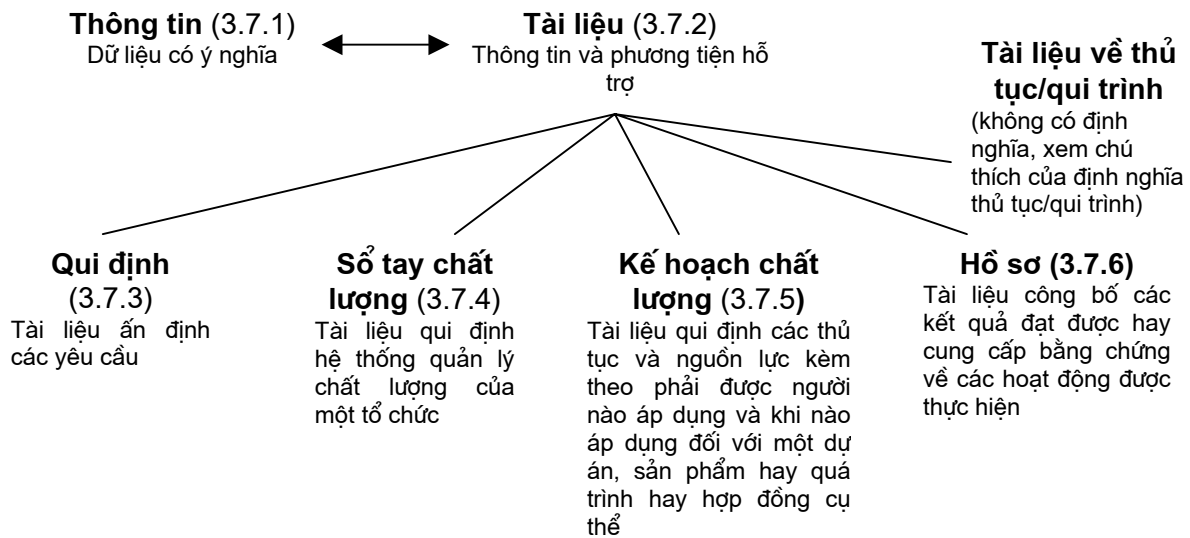 Thông tin (3.7.1)
Dữ liệu có ý nghĩa
Tài liệu (3.7.2)
Thông tin và phương tiện hỗ
trợ
Tài liệu về thủ
tục/qui trình
(không có định
nghĩa, xem chú
thích của định nghĩa
thủ tục/qui trình)
Qui định
(3.7.3)
Tài liệu ấn định
các yêu cầu
Sổ tay chất
lượng (3.7.4)
Tài liệu qui định
hệ thống quản lý
chất lượng của
một tổ chức
Kế hoạch chất
lượng (3.7.5)
Tài liệu qui định các thủ
tục và nguồn lực kèm
theo phải được người
nào áp dụng và khi nào
áp dụng đối với một dự
án, sản phẩm hay quá
trình hay hợp đồng cụ
thể
Hồ sơ (3.7.6)
Tài liệu công bố các
kết quả đạt được hay
cung cấp bằng chứng
về các hoạt động được
thực hiện